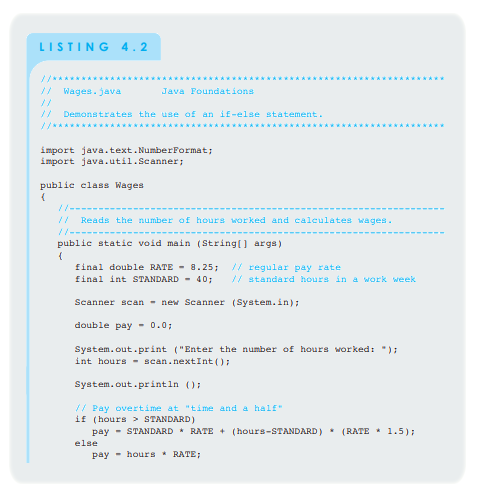 LISTING 4.2
//********************************************************************
//  Wages.java       Java Foundations
//
//  Demonstrates the use of an if-else statement.
//********************************************************************
import java.text.NumberFormat;
import java.util.Scanner;
public class Wages
{
   //-----------------------------------------------------------------
   //  Reads the number of hours worked and calculates wages.
   //-----------------------------------------------------------------
   public static void main (String[] args)
   {
      final double RATE = 8.25;  // regular pay rate
      final int STANDARD = 40;   // standard hours in a work week
      Scanner scan = new Scanner (System.in);
      double pay = 0.0;
      System.out.print ("Enter the number of hours worked: ");
      int hours = scan.nextInt();
      System.out.println ();
      // Pay overtime at "time and a half"
      if (hours > STANDARD)
         pay = STANDARD * RATE + (hours-STANDARD) * (RATE * 1.5);
      else
         pay = hours * RATE;